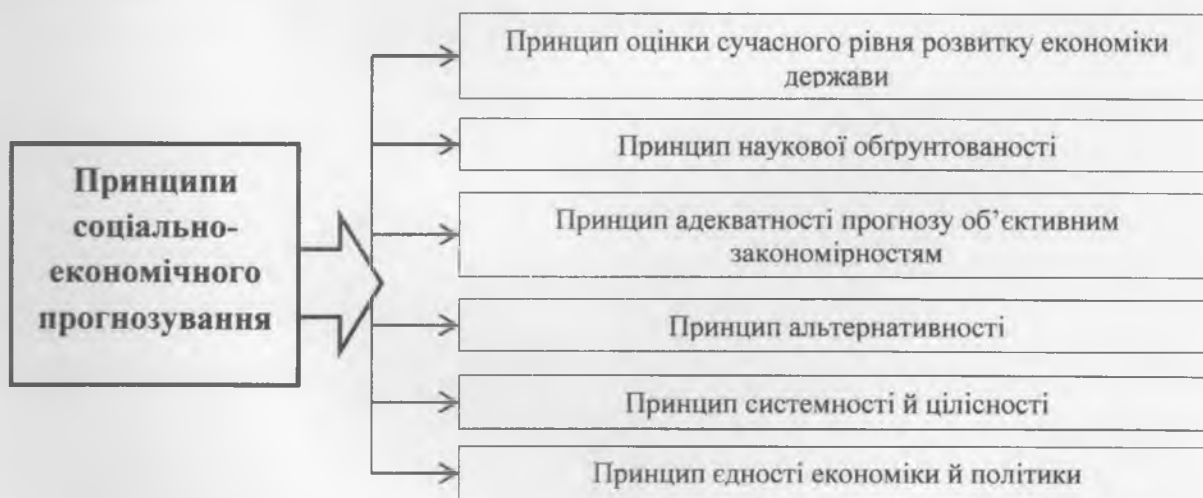 Принципи
соціально-
економічного
прогнозування
Принцип оцінки сучасного рівня розвитку економіки
держави
Принцип наукової обґрунтованості
Принцип адекватності прогнозу об’єктивним
закономірностям
Принцип альтернативності
Принцип системності й цілісності
Принцип єдності економіки й політики